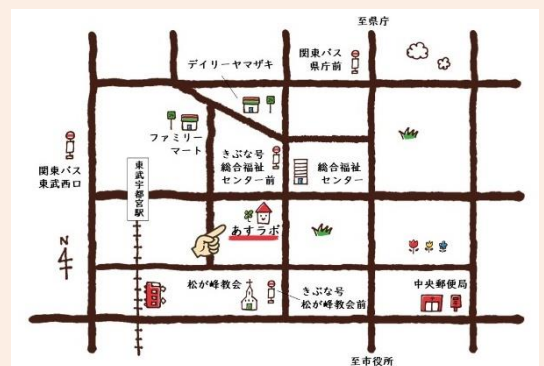 至県庁
関東バス
県庁前
デイリーヤマザキ
ファミリー
マート
きぶな号
総合福祉
センター前
総合福祉
センター
関東バス
東武西口
東武宇都宮駅
あすラボ
N
松が峰教会
きぶな号
松が峰教会前
中央郵便局
至市役所